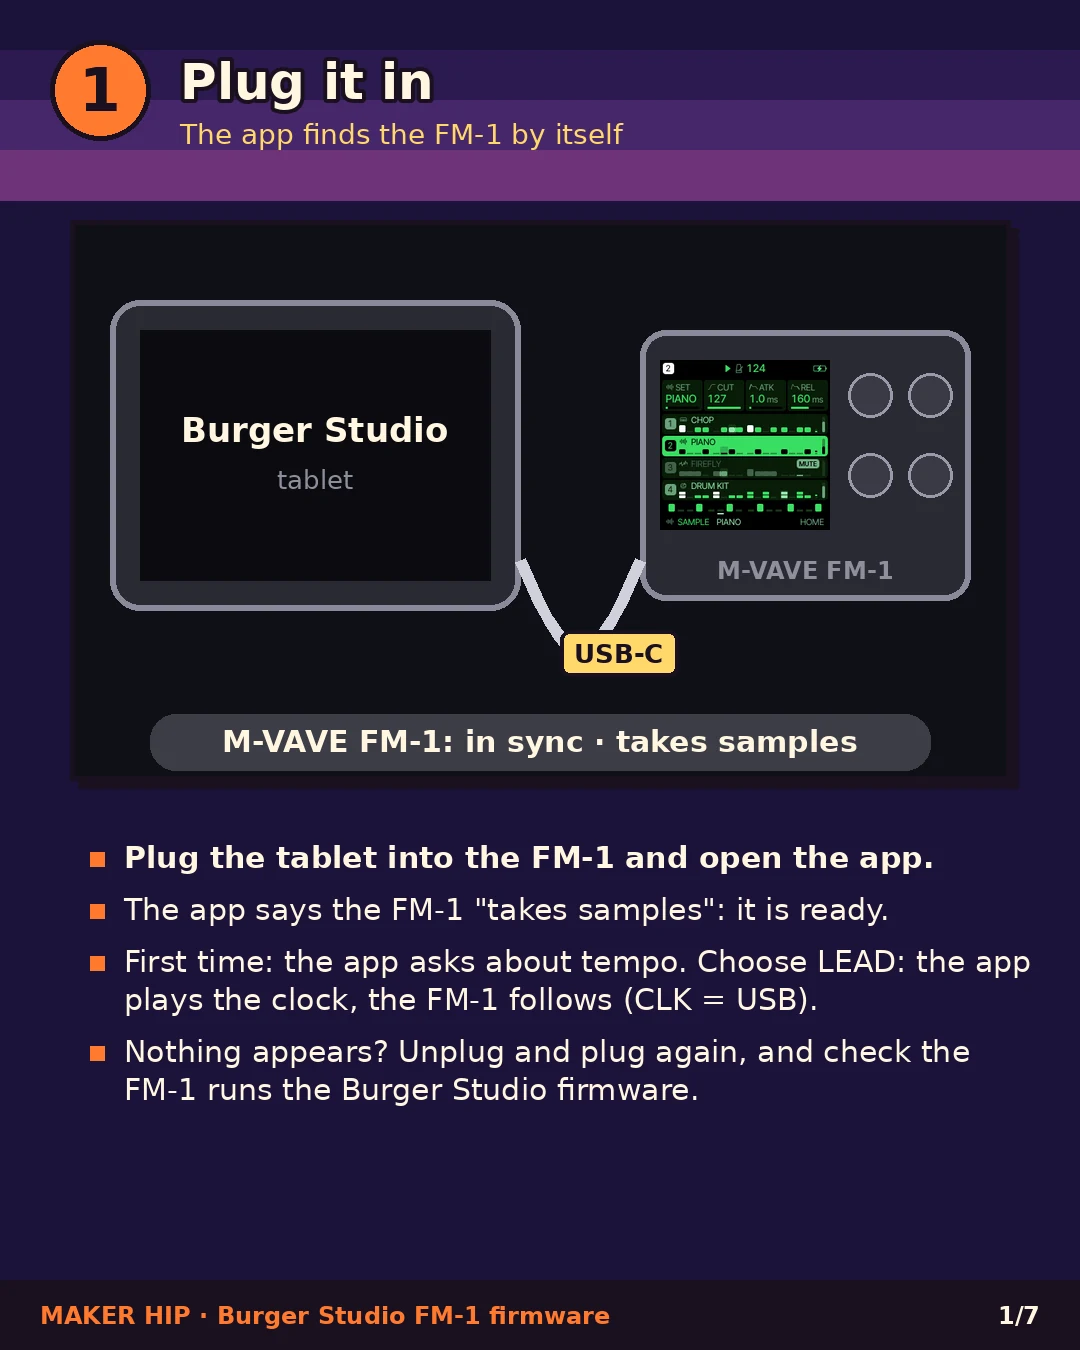 1
Plug it in
The app finds the FM-1 by itself
Burger Studio
tablet
2 124
SET CUT ATK REL
PIANO 127 1.0 ms 160 ms
1 CHOP
2 PIANO
3 FIREFLY MUTE
4 DRUM KIT
SAMPLE PIANO HOME
M-VAVE FM-1
USB-C
M-VAVE FM-1: in sync · takes samples
Plug the tablet into the FM-1 and open the app.
The app says the FM-1 "takes samples": it is ready.
First time: the app asks about tempo. Choose LEAD: the app
plays the clock, the FM-1 follows (CLK = USB).
Nothing appears? Unplug and plug again, and check the
FM-1 runs the Burger Studio firmware.
MAKER HIP · Burger Studio FM-1 firmware
1/7